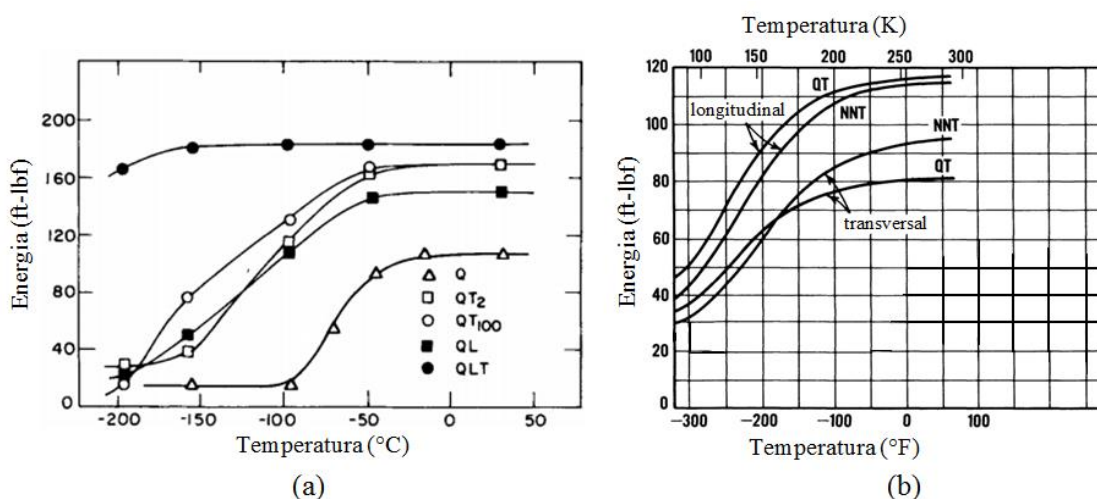 Energia (ft-lbf)
200
160
120
80
40
0
Q
QT₂
QT₁₀₀
QL
QLT
-200 -150 -100 -50 0 50
Temperatura (°C)
(a)
Temperatura (K)
100 150 200 250 300
Energia (ft-lbf)
120
100
80
60
40
20
0
QT
longitudinal
NNT
NNT
QT
transversal
−300 −200 −100 0 100
Temperatura (°F)
(b)